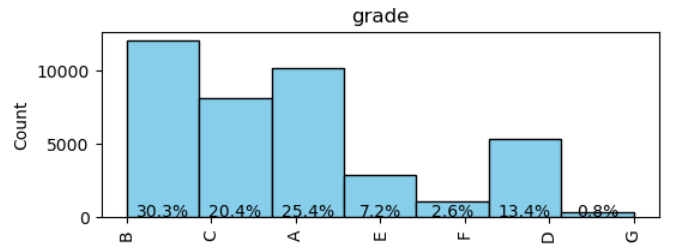 grade
Count
10000
5000
0
30.3% 20.4% 25.4% 7.2% 2.6% 13.4% 0.8%
B C A E F D G